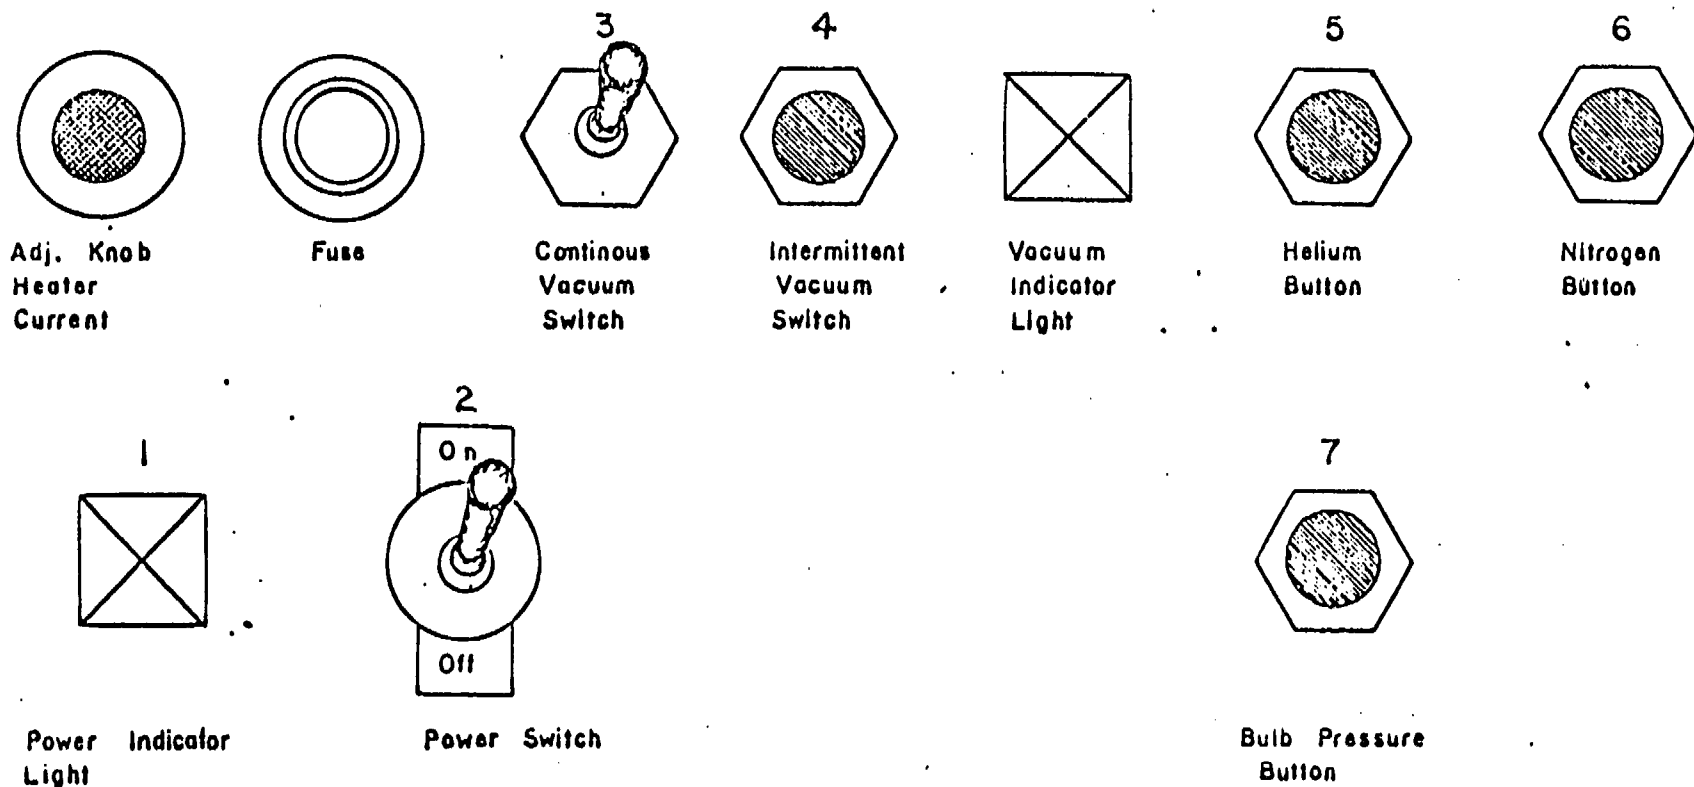 3
4
5
6
Adj. Knob
Heater
Current
Fuse
Continous
Vacuum
Switch
Intermittent
Vacuum
Switch
Vacuum
Indicator
Light
Helium
Button
Nitrogen
Button
1
2
7
On
Off
Power Indicator
Light
Power Switch
Bulb Pressure
Button